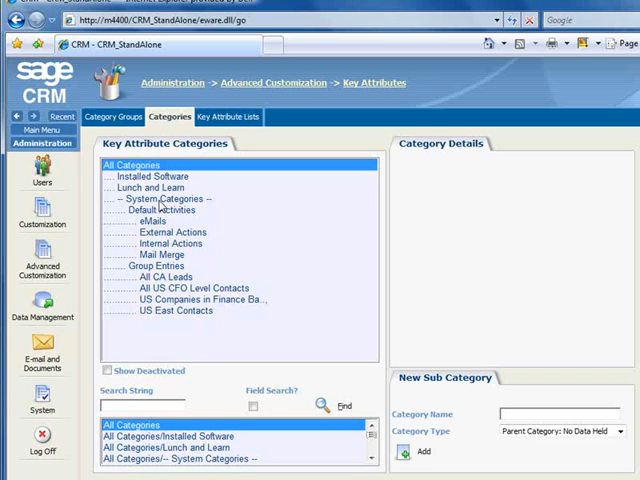 http://m4400/CRM_StandAlone/eware.dll/go
Google
CRM - CRM_StandAlone
Page
sage
CRM
Administration -> Advanced Customization -> Key Attributes
Recent
Main Menu
Administration
Category Groups
Categories
Key Attribute Lists
Users
Customization
Advanced
Customization
Data Management
E-mail and
Documents
System
Log Off
Key Attribute Categories
All Categories
.... Installed Software
.... Lunch and Learn
.... -- System Categories --
........ Default Activities
............ eMails
............ External Actions
............ Internal Actions
............ Mail Merge
........ Group Entries
............ All CA Leads
............ All US CFO Level Contacts
............ US Companies in Finance Ba..,
............ US East Contacts
Show Deactivated
Search String
Field Search?
Find
All Categories
All Categories/Installed Software
All Categories/Lunch and Learn
All Categories/-- System Categories --
Category Details
New Sub Category
Category Name
Category Type
Parent Category: No Data Held
Add